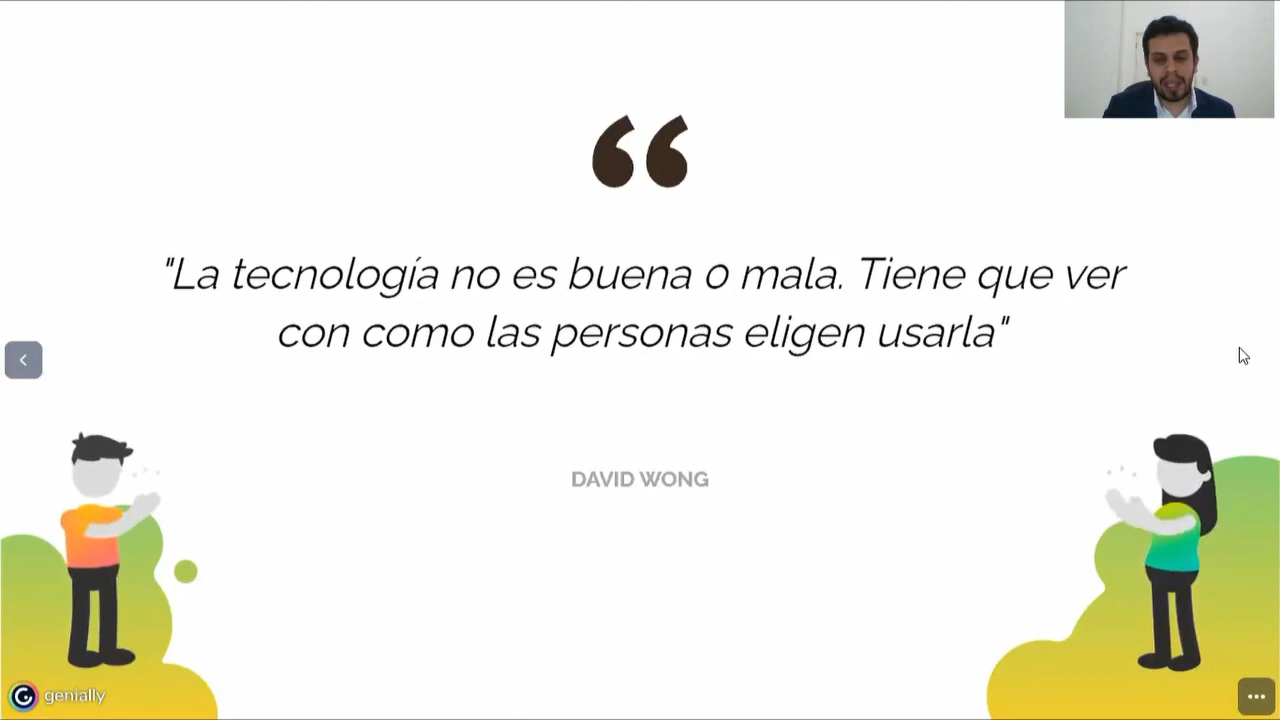 "La tecnología no es buena o mala. Tiene que ver
con como las personas eligen usarla"
DAVID WONG
genially